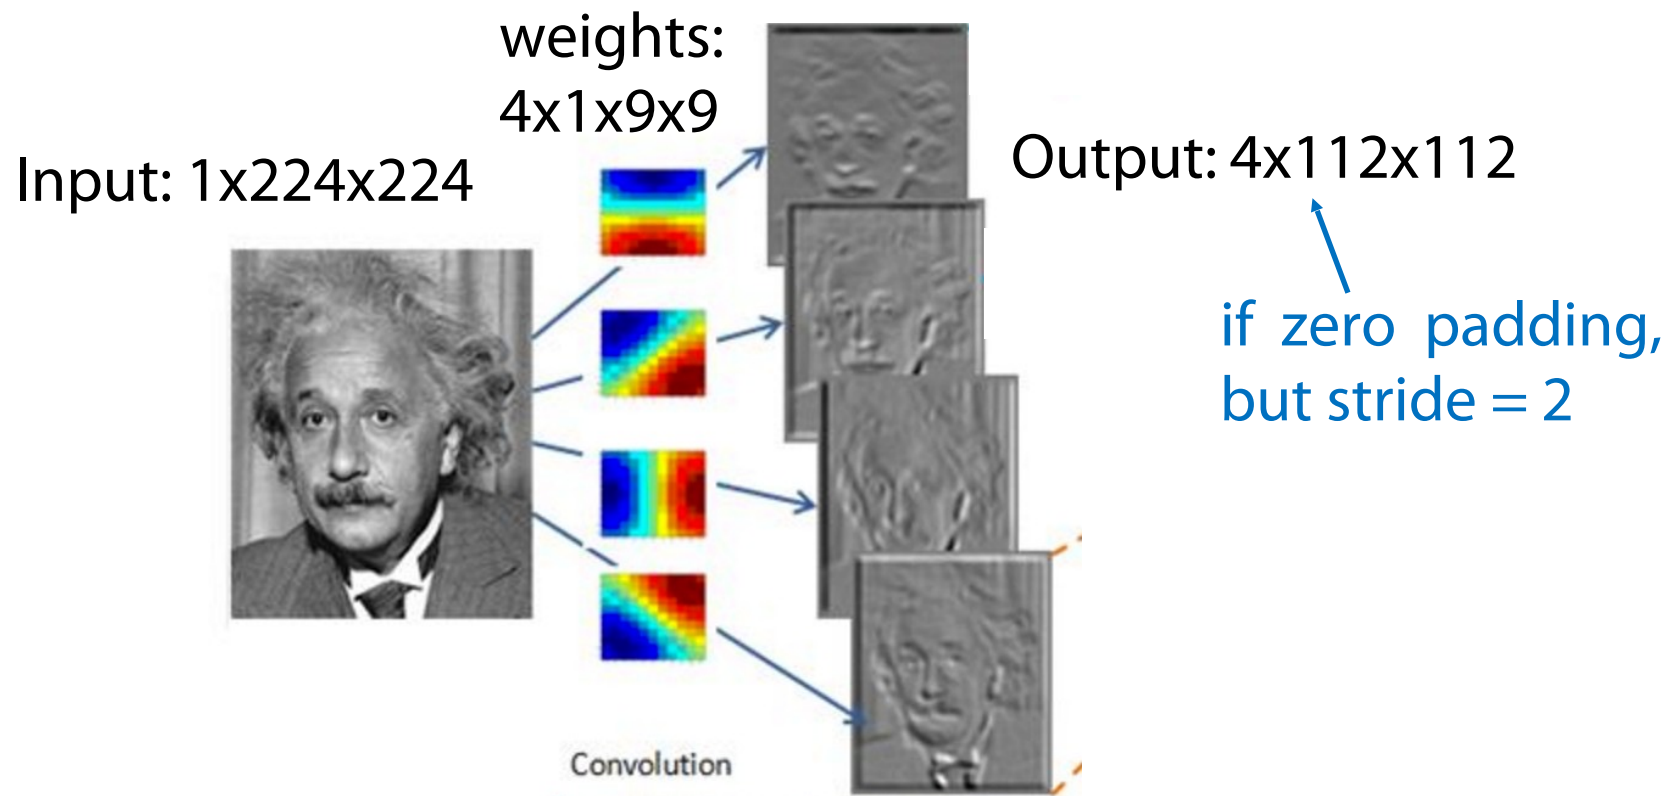 weights:
4x1x9x9
Input: 1x224x224
Output: 4x112x112
if zero padding,
but stride = 2
Convolution